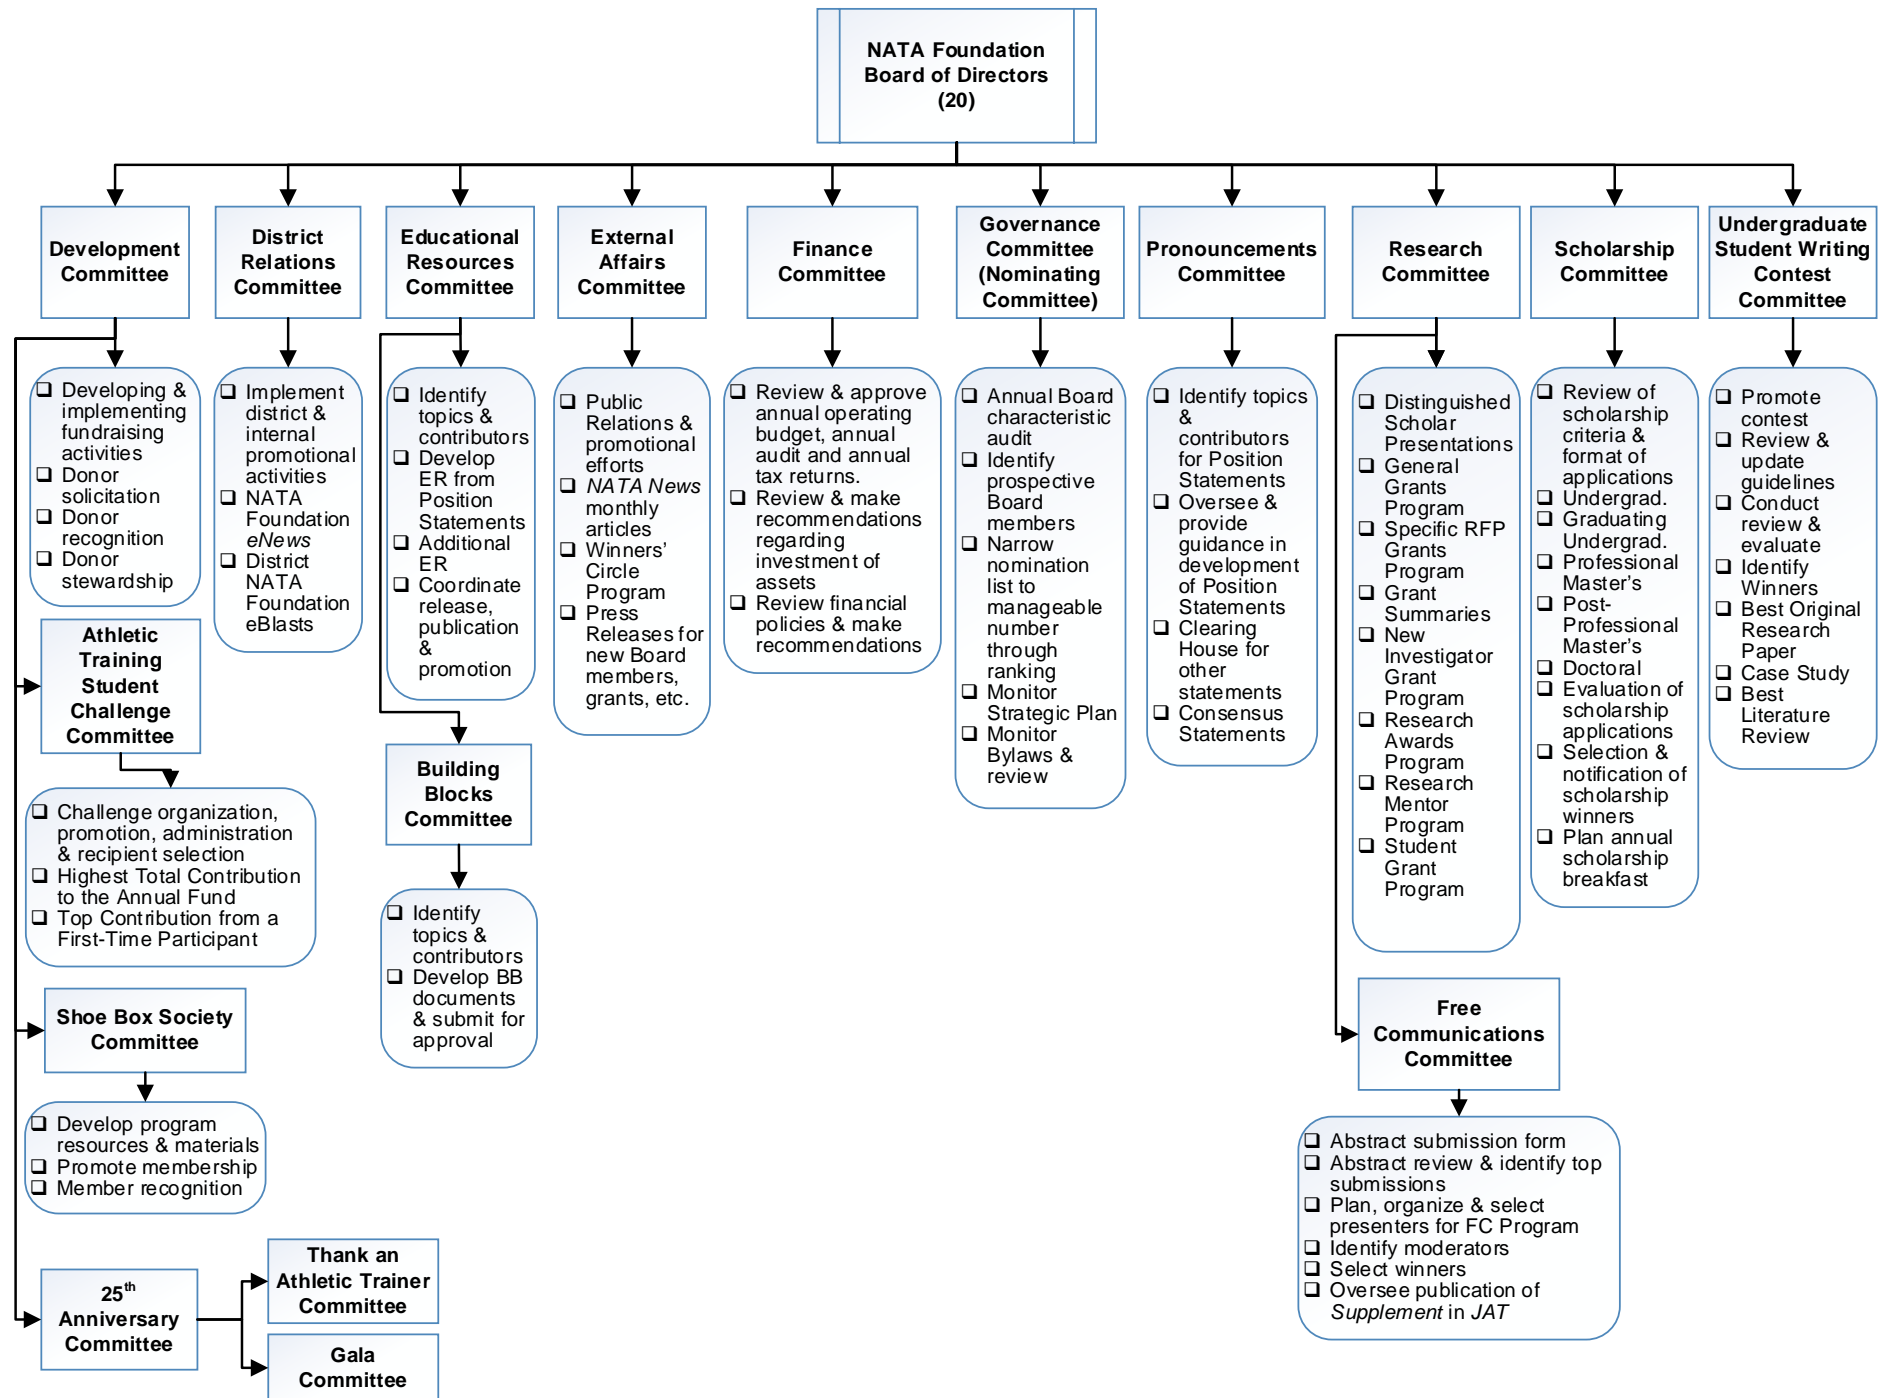 NATA Foundation
Board of Directors
(20)
Development
Committee
District
Relations
Committee
Educational
Resources
Committee
External
Affairs
Committee
Finance
Committee
Governance
Committee
(Nominating
Committee)
Pronouncements
Committee
Research
Committee
Scholarship
Committee
Undergraduate
Student Writing
Contest
Committee
❑ Developing &
implementing
fundraising
activities
❑ Donor
solicitation
❑ Donor
recognition
❑ Donor
stewardship
❑ Implement
district &
internal
promotional
activities
❑ NATA
Foundation
eNews
❑ District
NATA
Foundation
eBlasts
❑ Identify
topics &
contributors
❑ Develop
ER from
Position
Statements
❑ Additional
ER
❑ Coordinate
release,
publication
&
promotion
❑ Public
Relations &
promotional
efforts
❑ NATA News
monthly
articles
❑ Winners’
Circle
Program
❑ Press
Releases for
new Board
members,
grants, etc.
❑ Review & approve
annual operating
budget, annual
audit and annual
tax returns.
❑ Review & make
recommendations
regarding
investment of
assets
❑ Review financial
policies & make
recommendations
❑ Annual Board
characteristic
audit
❑ Identify
prospective
Board
members
❑ Narrow
nomination
list to
manageable
number
through
ranking
❑ Monitor
Strategic Plan
❑ Monitor
Bylaws &
review
❑ Identify topics
&
contributors
for Position
Statements
❑ Oversee &
provide
guidance in
development
of Position
Statements
❑ Clearing
House for
other
statements
❑ Consensus
Statements
❑ Distinguished
Scholar
Presentations
❑ General
Grants
Program
❑ Specific RFP
Grants
Program
❑ Grant
Summaries
❑ New
Investigator
Grant
Program
❑ Research
Awards
Program
❑ Research
Mentor
Program
❑ Student
Grant
Program
❑ Review of
scholarship
criteria &
format of
applications
❑ Undergrad.
❑ Graduating
Undergrad.
❑ Professional
Master’s
❑ Post-
Professional
Master’s
❑ Doctoral
❑ Evaluation of
scholarship
applications
❑ Selection &
notification of
scholarship
winners
❑ Plan annual
scholarship
breakfast
❑ Promote
contest
❑ Review &
update
guidelines
❑ Conduct
review &
evaluate
❑ Identify
Winners
❑ Best Original
Research
Paper
❑ Case Study
❑ Best
Literature
Review
Athletic
Training
Student
Challenge
Committee
❑ Challenge organization,
promotion, administration
& recipient selection
❑ Highest Total Contribution
to the Annual Fund
❑ Top Contribution from a
First-Time Participant
Building
Blocks
Committee
❑ Identify
topics &
contributors
❑ Develop BB
documents
& submit for
approval
Shoe Box Society
Committee
❑ Develop program
resources & materials
❑ Promote membership
❑ Member recognition
Free
Communications
Committee
❑ Abstract submission form
❑ Abstract review & identify top
submissions
❑ Plan, organize & select
presenters for FC Program
❑ Identify moderators
❑ Select winners
❑ Oversee publication of
Supplement in JAT
25th
Anniversary
Committee
Thank an
Athletic Trainer
Committee
Gala
Committee